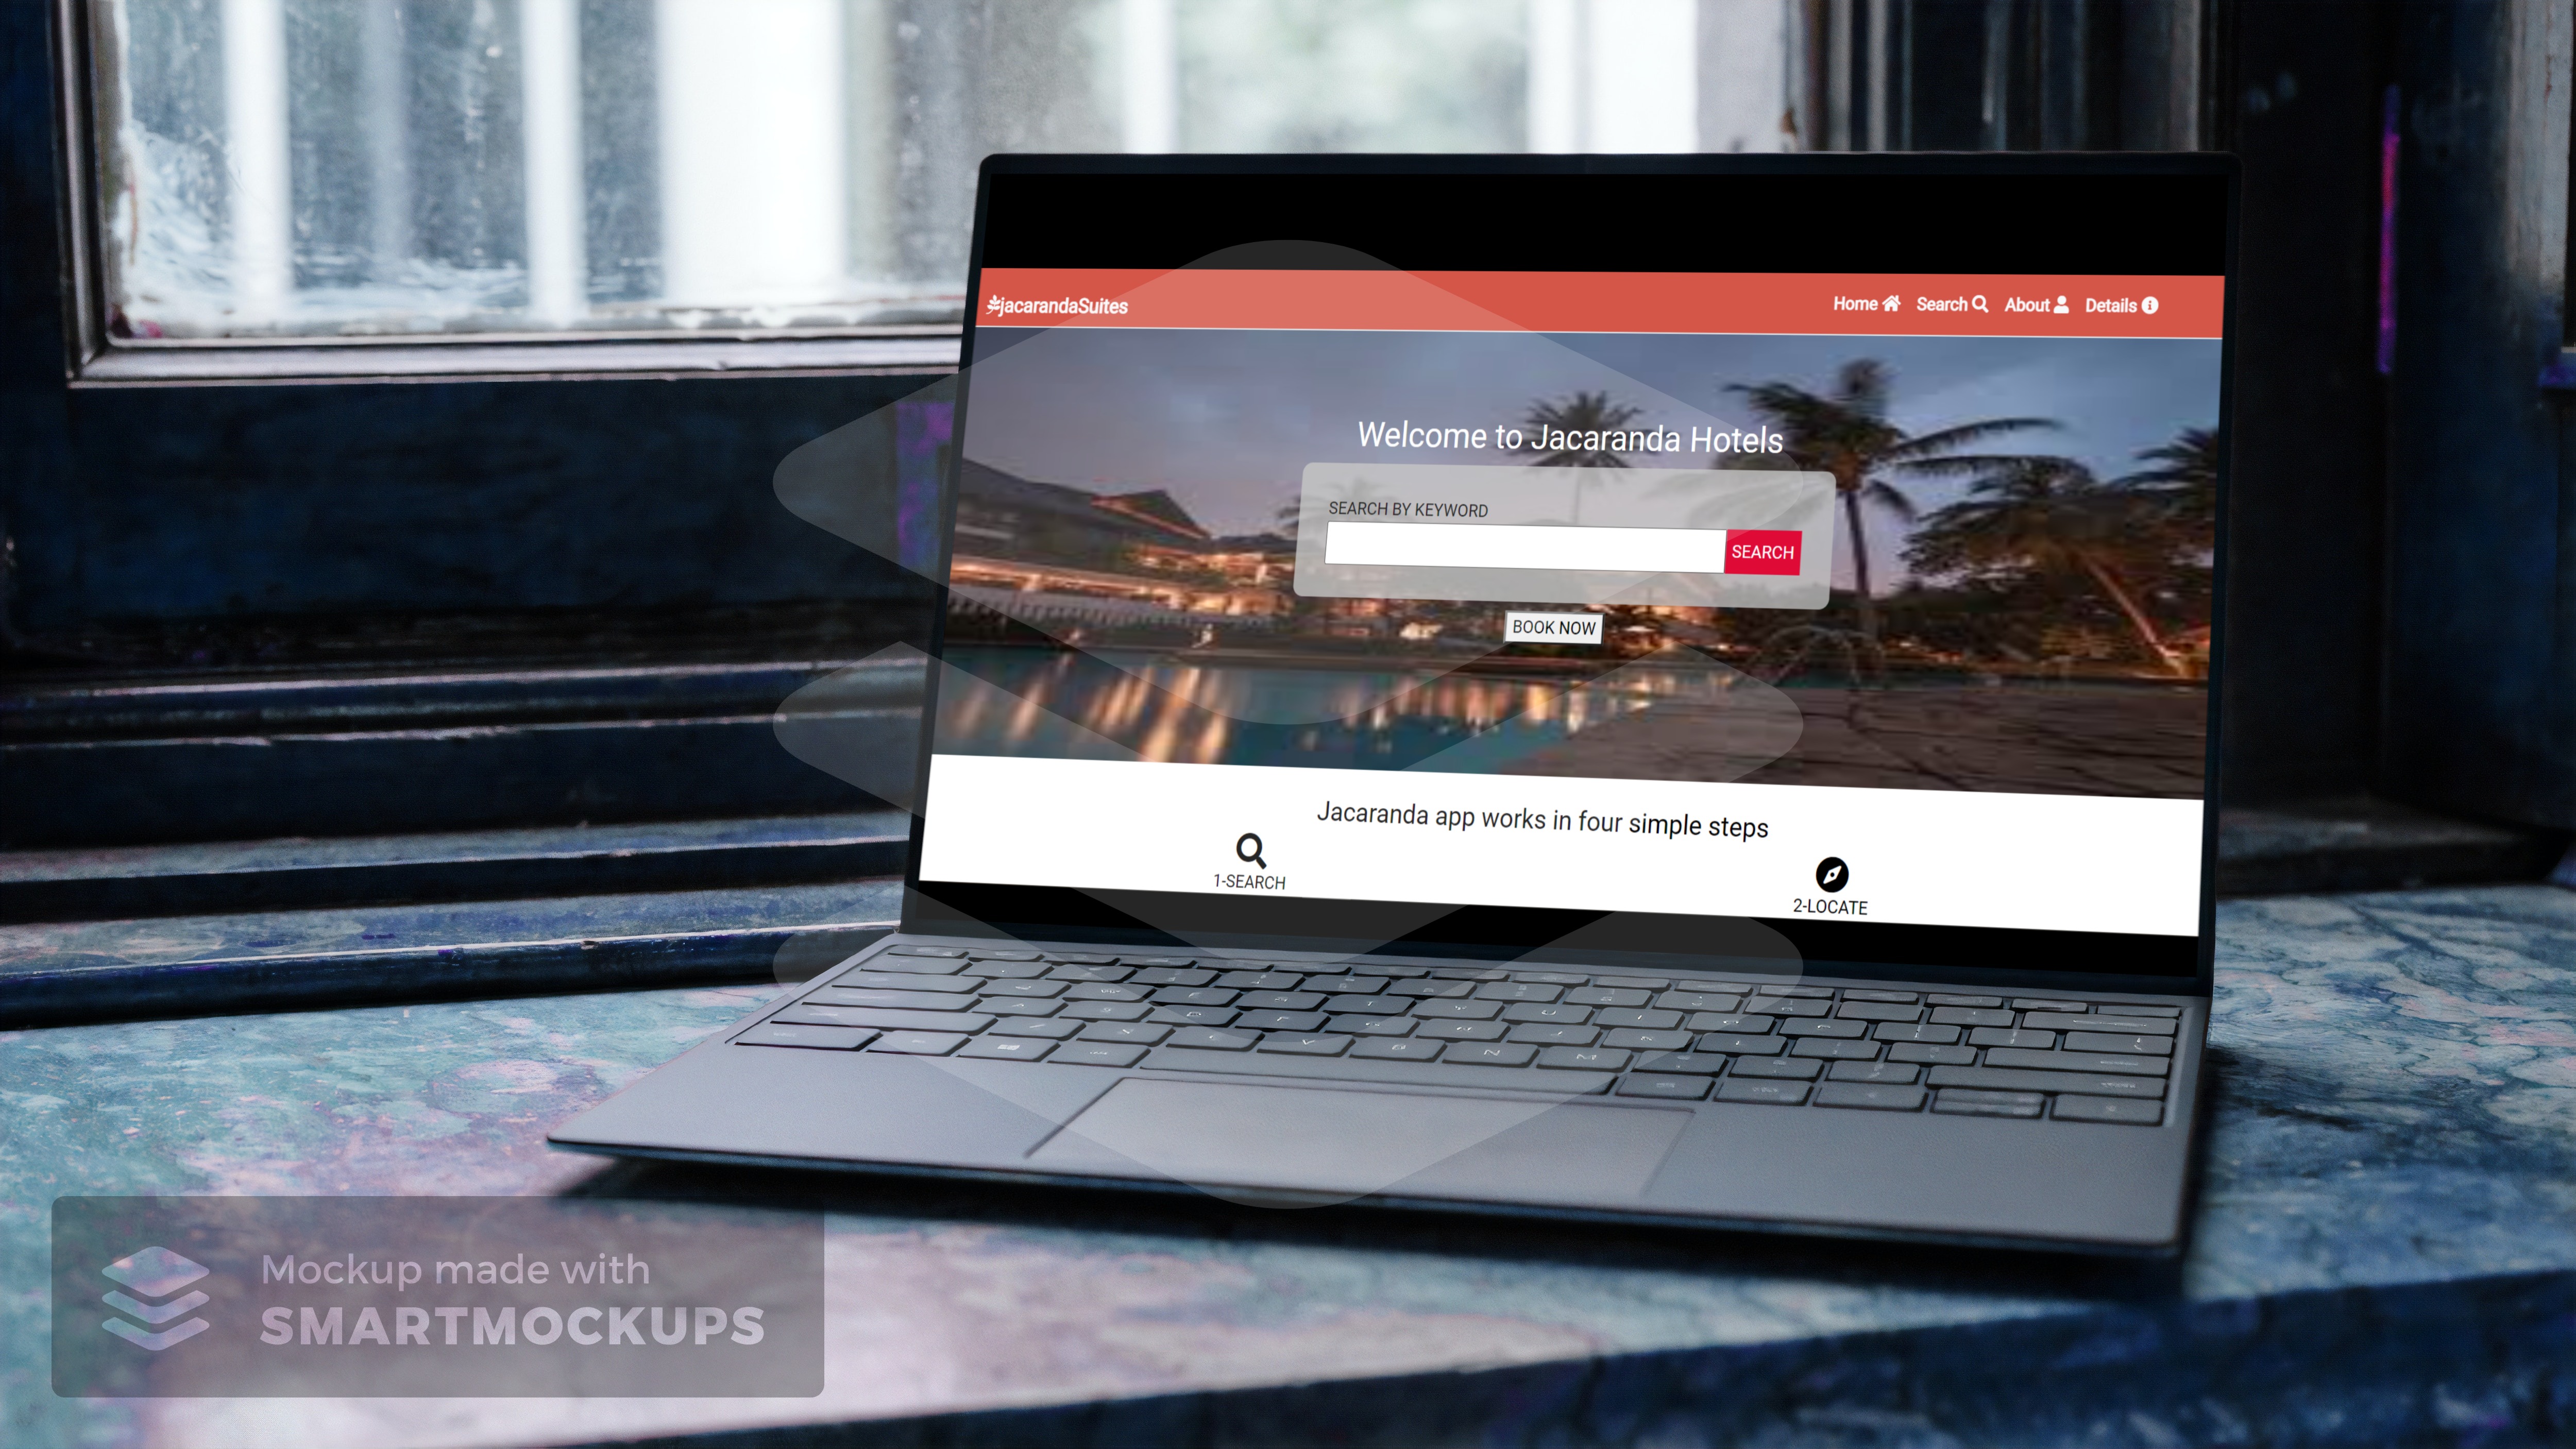 jacarandaSuites
Home Search About Details
Welcome to Jacaranda Hotels
SEARCH BY KEYWORD
SEARCH
BOOK NOW
Jacaranda app works in four simple steps
1-SEARCH
2-LOCATE
Mockup made with
SMARTMOCKUPS